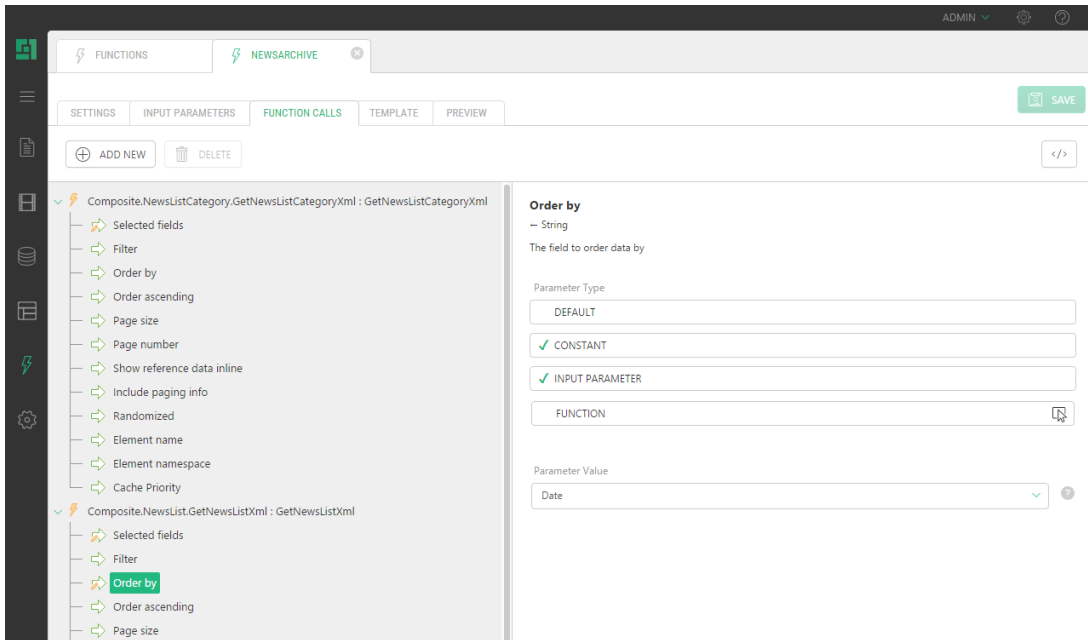 ADMIN
FUNCTIONS
NEWSARCHIVE
SETTINGS
INPUT PARAMETERS
FUNCTION CALLS
TEMPLATE
PREVIEW
SAVE
ADD NEW
DELETE
</>
Composite.NewsListCategory.GetNewsListCategoryXml : GetNewsListCategoryXml
Selected fields
Filter
Order by
Order ascending
Page size
Page number
Show reference data inline
Include paging info
Randomized
Element name
Element namespace
Cache Priority
Composite.NewsList.GetNewsListXml : GetNewsListXml
Selected fields
Filter
Order by
Order ascending
Page size
Order by
← String
The field to order data by
Parameter Type
DEFAULT
CONSTANT
INPUT PARAMETER
FUNCTION
Parameter Value
Date